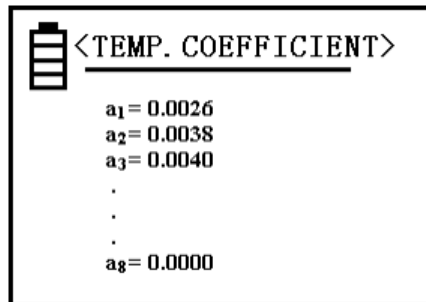 <TEMP. COEFFICIENT>
a1= 0.0026
a2= 0.0038
a3= 0.0040
.
.
.
a8= 0.0000